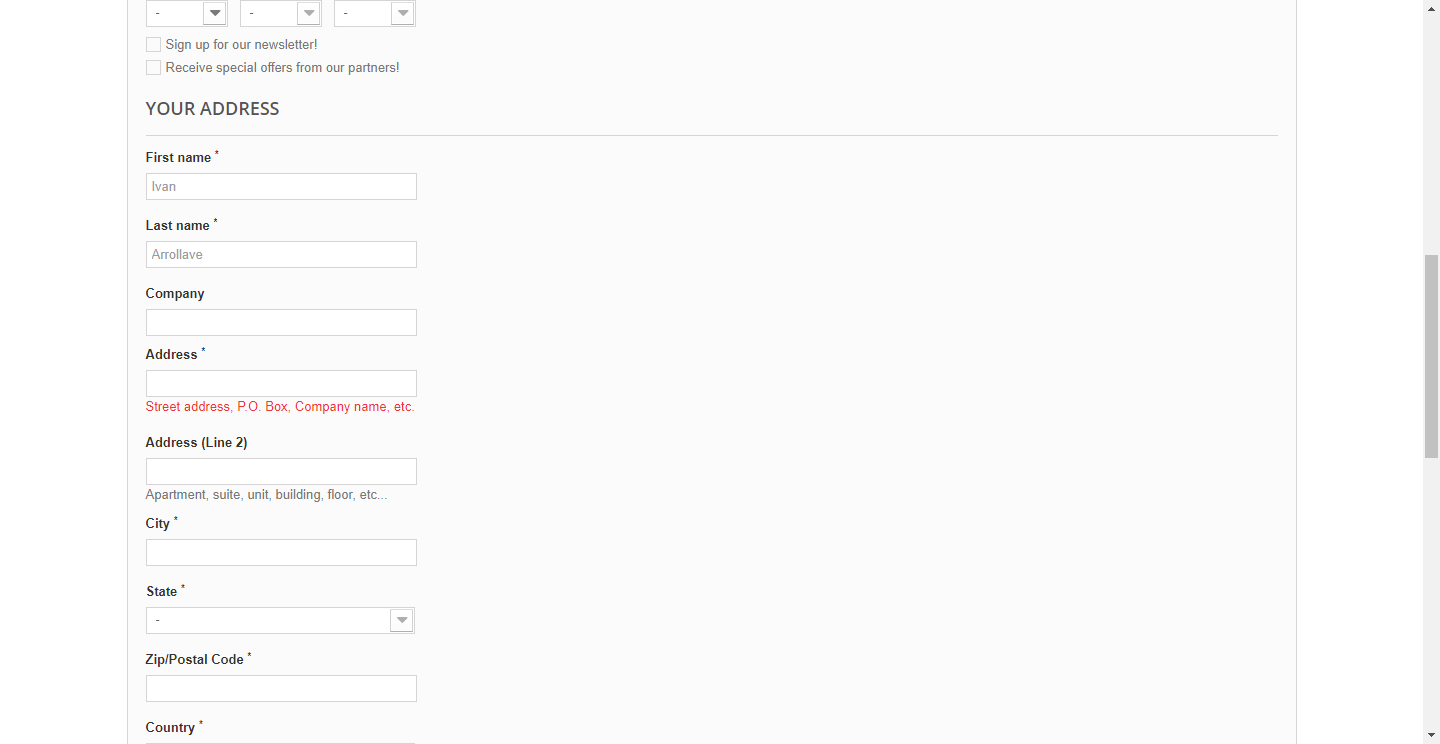 - - -
Sign up for our newsletter!
Receive special offers from our partners!
YOUR ADDRESS
First name *
Ivan
Last name *
Arrollave
Company
Address *
Street address, P.O. Box, Company name, etc.
Address (Line 2)
Apartment, suite, unit, building, floor, etc...
City *
State *
-
Zip/Postal Code *
Country *